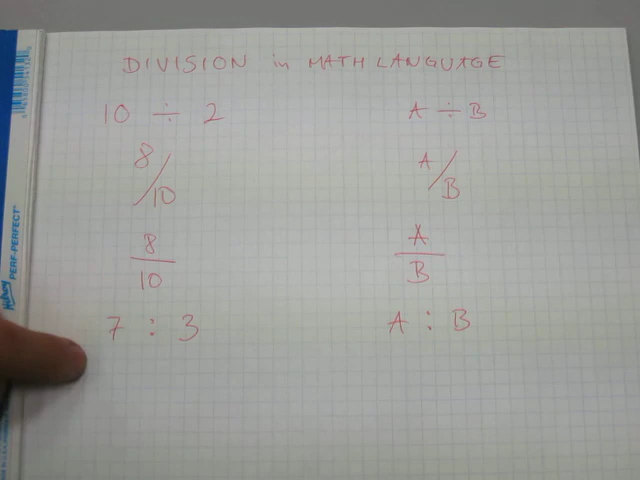 DIVISION in MATH LANGUAGE
10 ÷ 2 A ÷ B
8/10 A/B
8 A
10 B
7 : 3 A : B
PERF-PERFECT